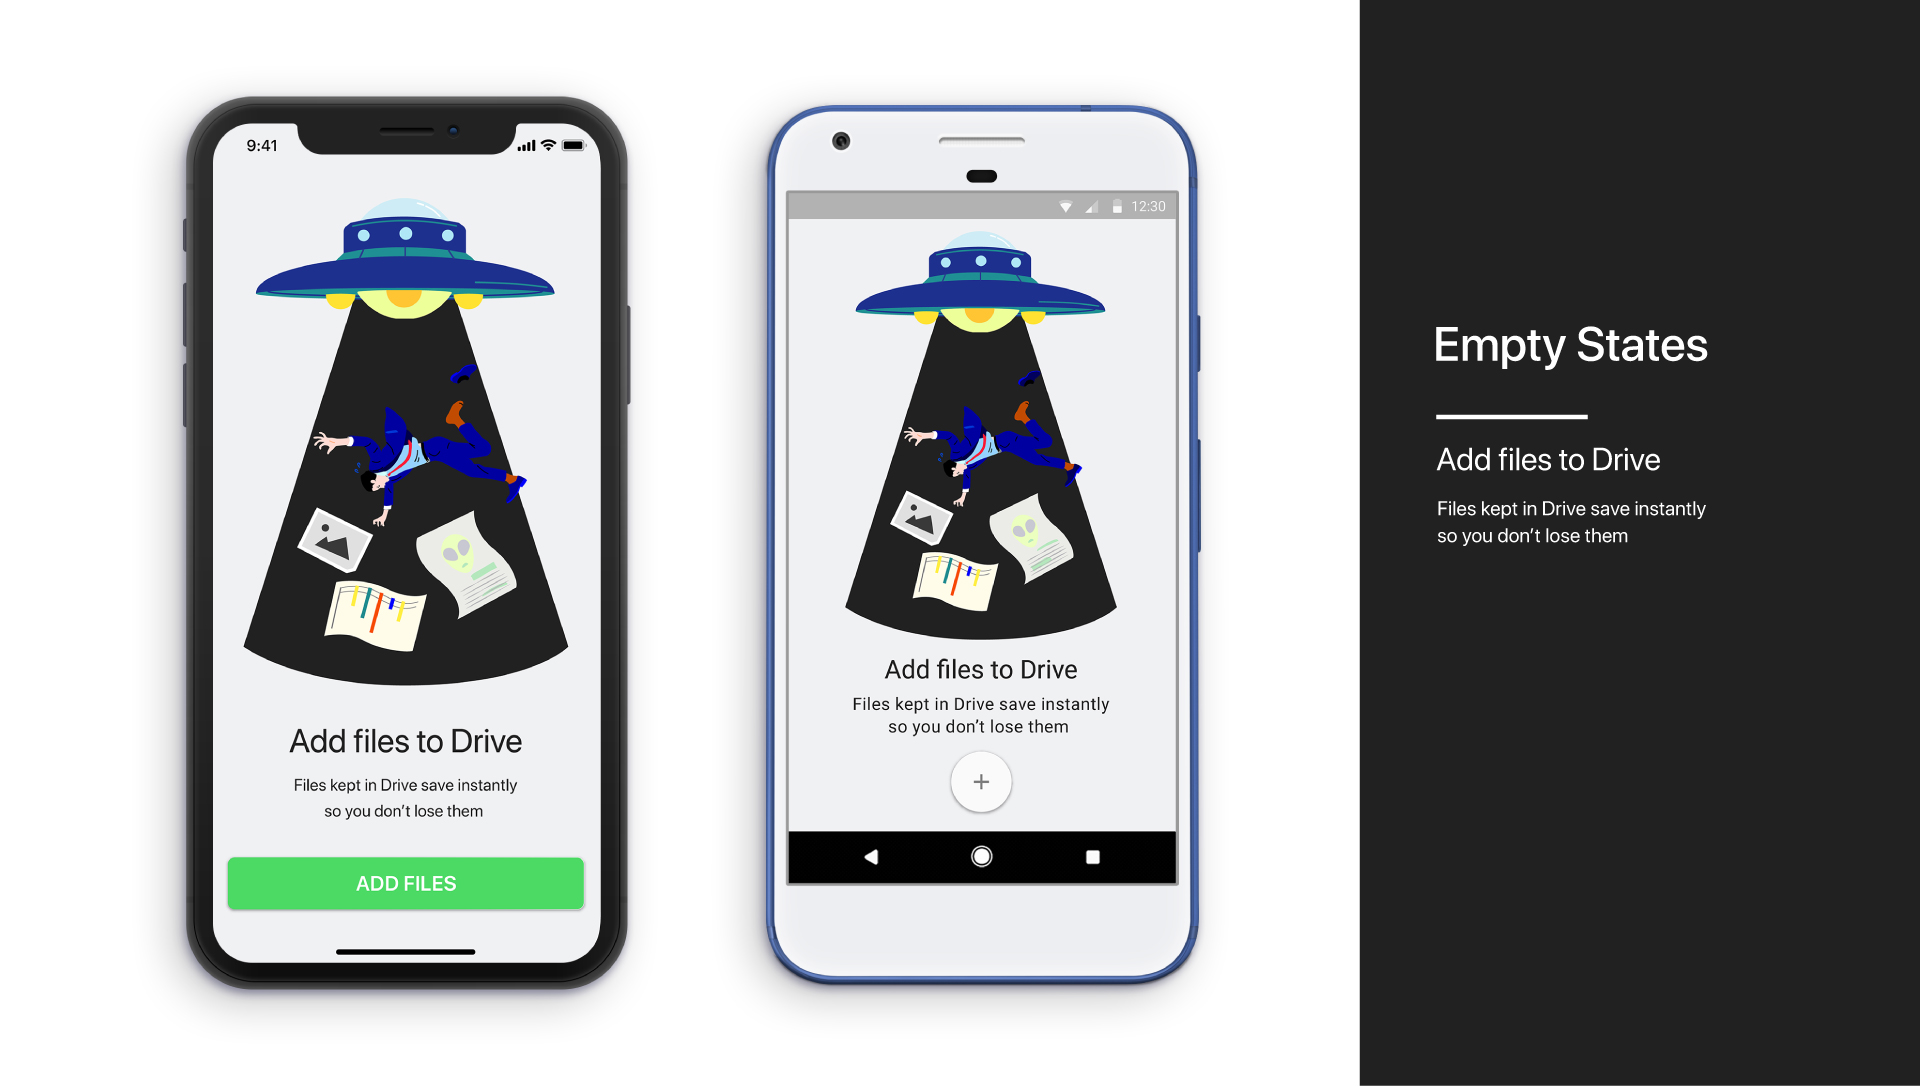 9:41
Add files to Drive
Files kept in Drive save instantly
so you don't lose them
ADD FILES
12:30
Add files to Drive
Files kept in Drive save instantly
so you don't lose them
+
Empty States
Add files to Drive
Files kept in Drive save instantly
so you don't lose them